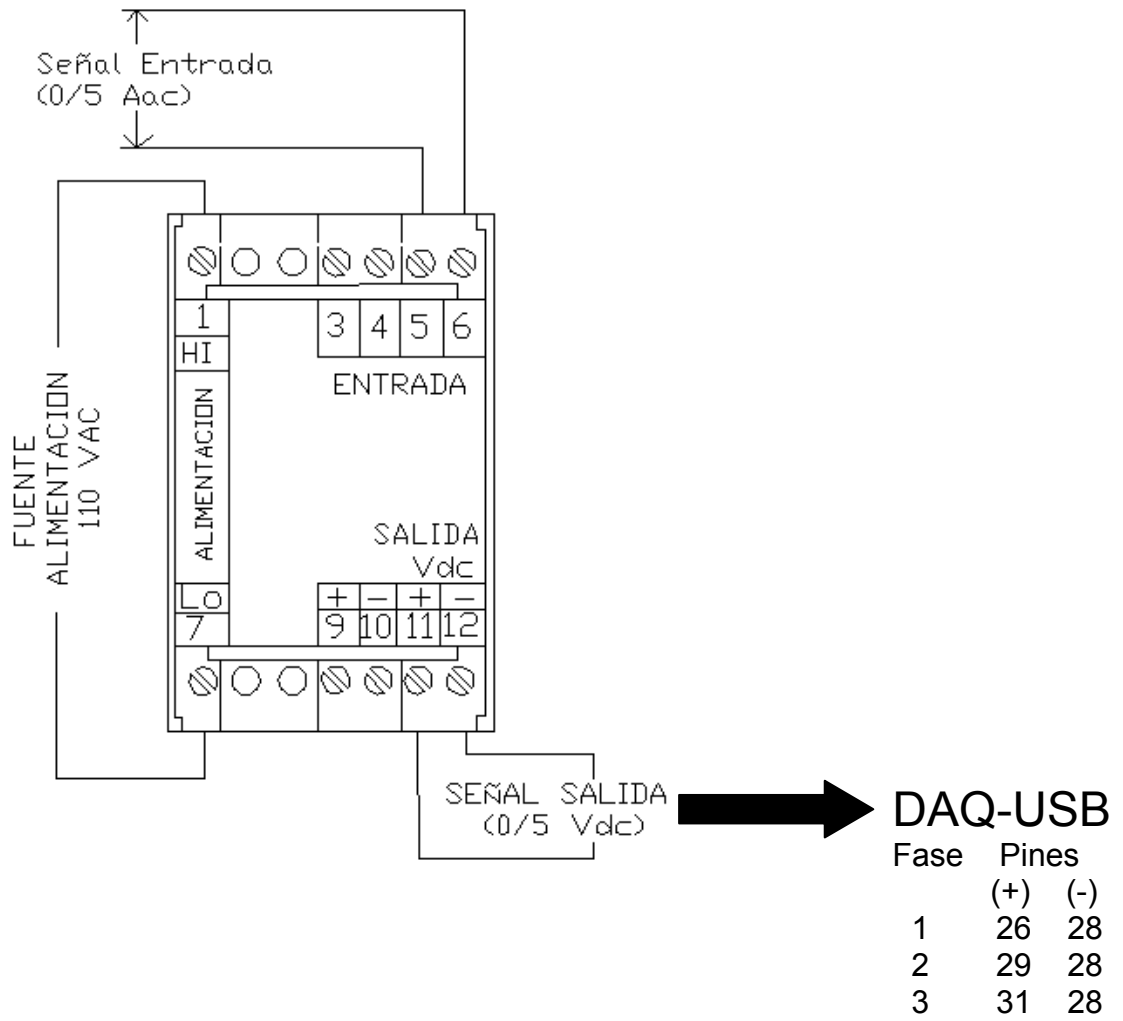 Señal Entrada
(0/5 Aac)
1
HI
3 4 5 6
ENTRADA
FUENTE
ALIMENTACION
110 VAC
ALIMENTACION
SALIDA
Vdc
Lo
7
+ - + -
9 10 11 12
SEÑAL SALIDA
(0/5 Vdc)
DAQ-USB
Fase Pines
(+) (-)
1 26 28
2 29 28
3 31 28